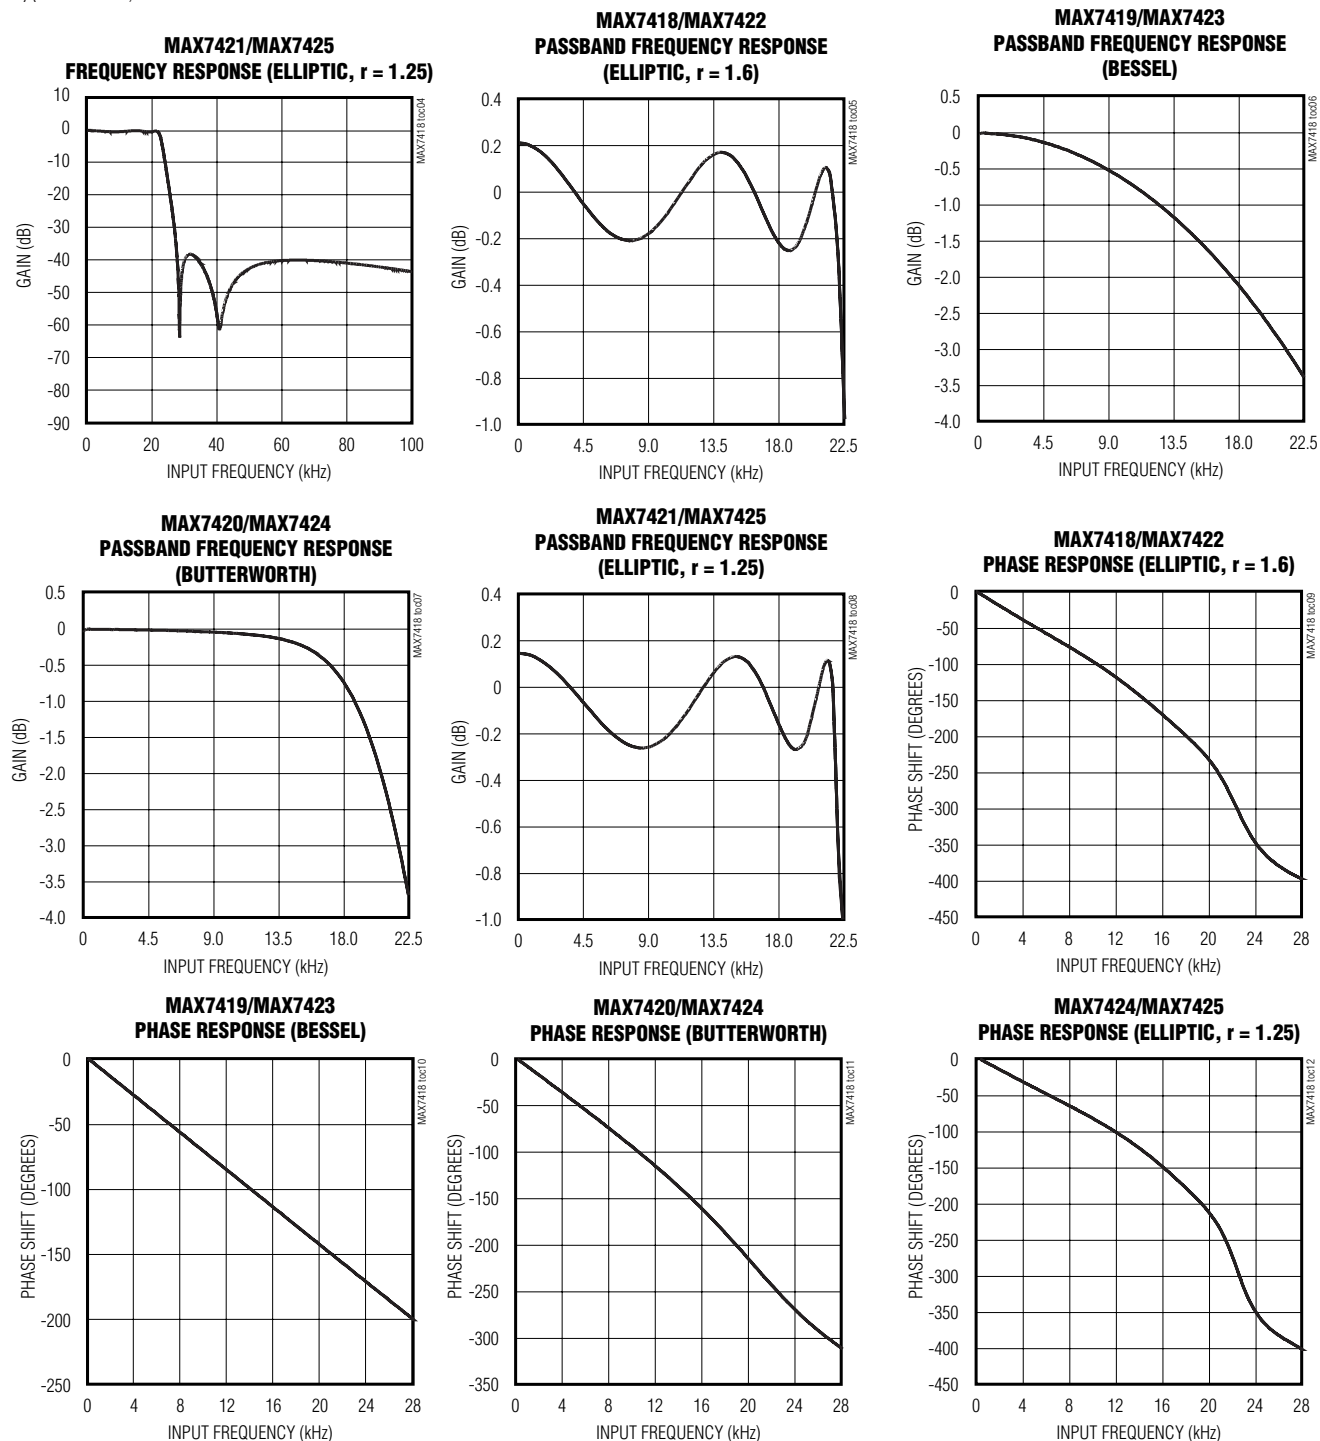 MAX7421/MAX7425
FREQUENCY RESPONSE (ELLIPTIC, r = 1.25)
10
0
-10
-20
-30
-40
-50
-60
-70
-80
-90
GAIN (dB)
0 20 40 60 80 100
INPUT FREQUENCY (kHz)
MAX7418 toc04
MAX7418/MAX7422
PASSBAND FREQUENCY RESPONSE
(ELLIPTIC, r = 1.6)
0.4
0.2
0
-0.2
-0.4
-0.6
-0.8
-1.0
GAIN (dB)
0 4.5 9.0 13.5 18.0 22.5
INPUT FREQUENCY (kHz)
MAX7418 toc05
MAX7419/MAX7423
PASSBAND FREQUENCY RESPONSE
(BESSEL)
0.5
0
-0.5
-1.0
-1.5
-2.0
-2.5
-3.0
-3.5
-4.0
GAIN (dB)
0 4.5 9.0 13.5 18.0 22.5
INPUT FREQUENCY (kHz)
MAX7418 toc06
MAX7420/MAX7424
PASSBAND FREQUENCY RESPONSE
(BUTTERWORTH)
0.5
0
-0.5
-1.0
-1.5
-2.0
-2.5
-3.0
-3.5
-4.0
GAIN (dB)
0 4.5 9.0 13.5 18.0 22.5
INPUT FREQUENCY (kHz)
MAX7418 toc07
MAX7421/MAX7425
PASSBAND FREQUENCY RESPONSE
(ELLIPTIC, r = 1.25)
0.4
0.2
0
-0.2
-0.4
-0.6
-0.8
-1.0
GAIN (dB)
0 4.5 9.0 13.5 18.0 22.5
INPUT FREQUENCY (kHz)
MAX7418 toc08
MAX7418/MAX7422
PHASE RESPONSE (ELLIPTIC, r = 1.6)
0
-50
-100
-150
-200
-250
-300
-350
-400
-450
PHASE SHIFT (DEGREES)
0 4 8 12 16 20 24 28
INPUT FREQUENCY (kHz)
MAX7418 toc09
MAX7419/MAX7423
PHASE RESPONSE (BESSEL)
0
-50
-100
-150
-200
-250
PHASE SHIFT (DEGREES)
0 4 8 12 16 20 24 28
INPUT FREQUENCY (kHz)
MAX7418 toc10
MAX7420/MAX7424
PHASE RESPONSE (BUTTERWORTH)
0
-50
-100
-150
-200
-250
-300
-350
PHASE SHIFT (DEGREES)
0 4 8 12 16 20 24 28
INPUT FREQUENCY (kHz)
MAX7418 toc11
MAX7424/MAX7425
PHASE RESPONSE (ELLIPTIC, r = 1.25)
0
-50
-100
-150
-200
-250
-300
-350
-400
-450
PHASE SHIFT (DEGREES)
0 4 8 12 16 20 24 28
INPUT FREQUENCY (kHz)
MAX7418 toc12